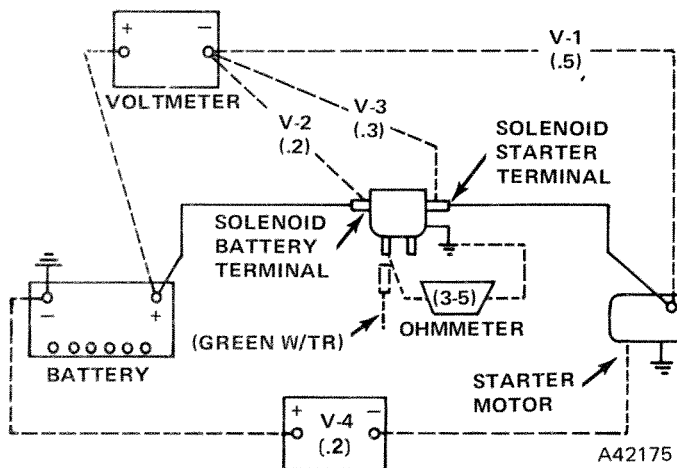 + −
VOLTMETER
V-1
(.5)
V-2
(.2)
V-3
(.3)
SOLENOID
STARTER
TERMINAL
SOLENOID
BATTERY
TERMINAL
− +
BATTERY
(GREEN W/TR)
(3-5)
OHMMETER
STARTER
MOTOR
+ V-4 −
(.2)
A42175